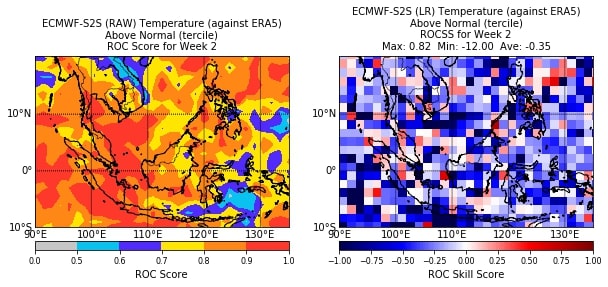 ECMWF-S2S (RAW) Temperature (against ERA5)
Above Normal (tercile)
ROC Score for Week 2
10°N
0°
10°S
90°E 100°E 110°E 120°E 130°E
0.0 0.5 0.6 0.7 0.8 0.9 1.0
ROC Score
ECMWF-S2S (LR) Temperature (against ERA5)
Above Normal (tercile)
ROCSS for Week 2
Max: 0.82 Min: -12.00 Ave: -0.35
10°N
0°
10°S
90°E 100°E 110°E 120°E 130°E
−1.00 −0.75 −0.50 −0.25 0.00 0.25 0.50 0.75 1.00
ROC Skill Score